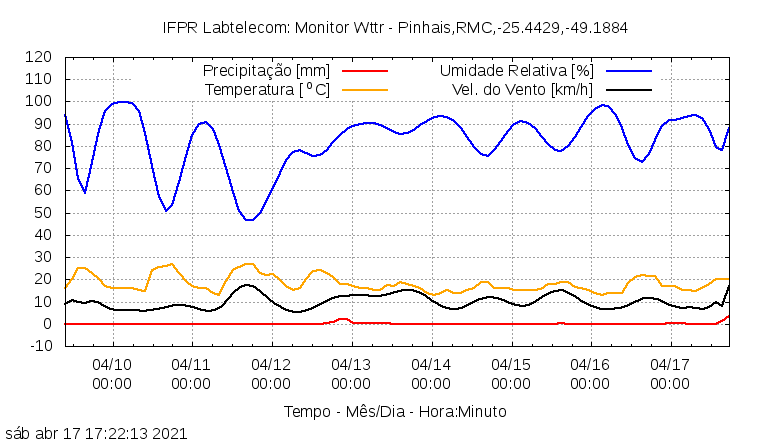 IFPR Labtelecom: Monitor Wttr - Pinhais,RMC,-25.4429,-49.1884
Precipitação [mm]
Temperatura [⁰C]
Umidade Relativa [%]
Vel. do Vento [km/h]
120
110
100
90
80
70
60
50
40
30
20
10
0
-10
04/10 04/11 04/12 04/13 04/14 04/15 04/16 04/17
00:00 00:00 00:00 00:00 00:00 00:00 00:00 00:00
Tempo - Mês/Dia - Hora:Minuto
sáb abr 17 17:22:13 2021